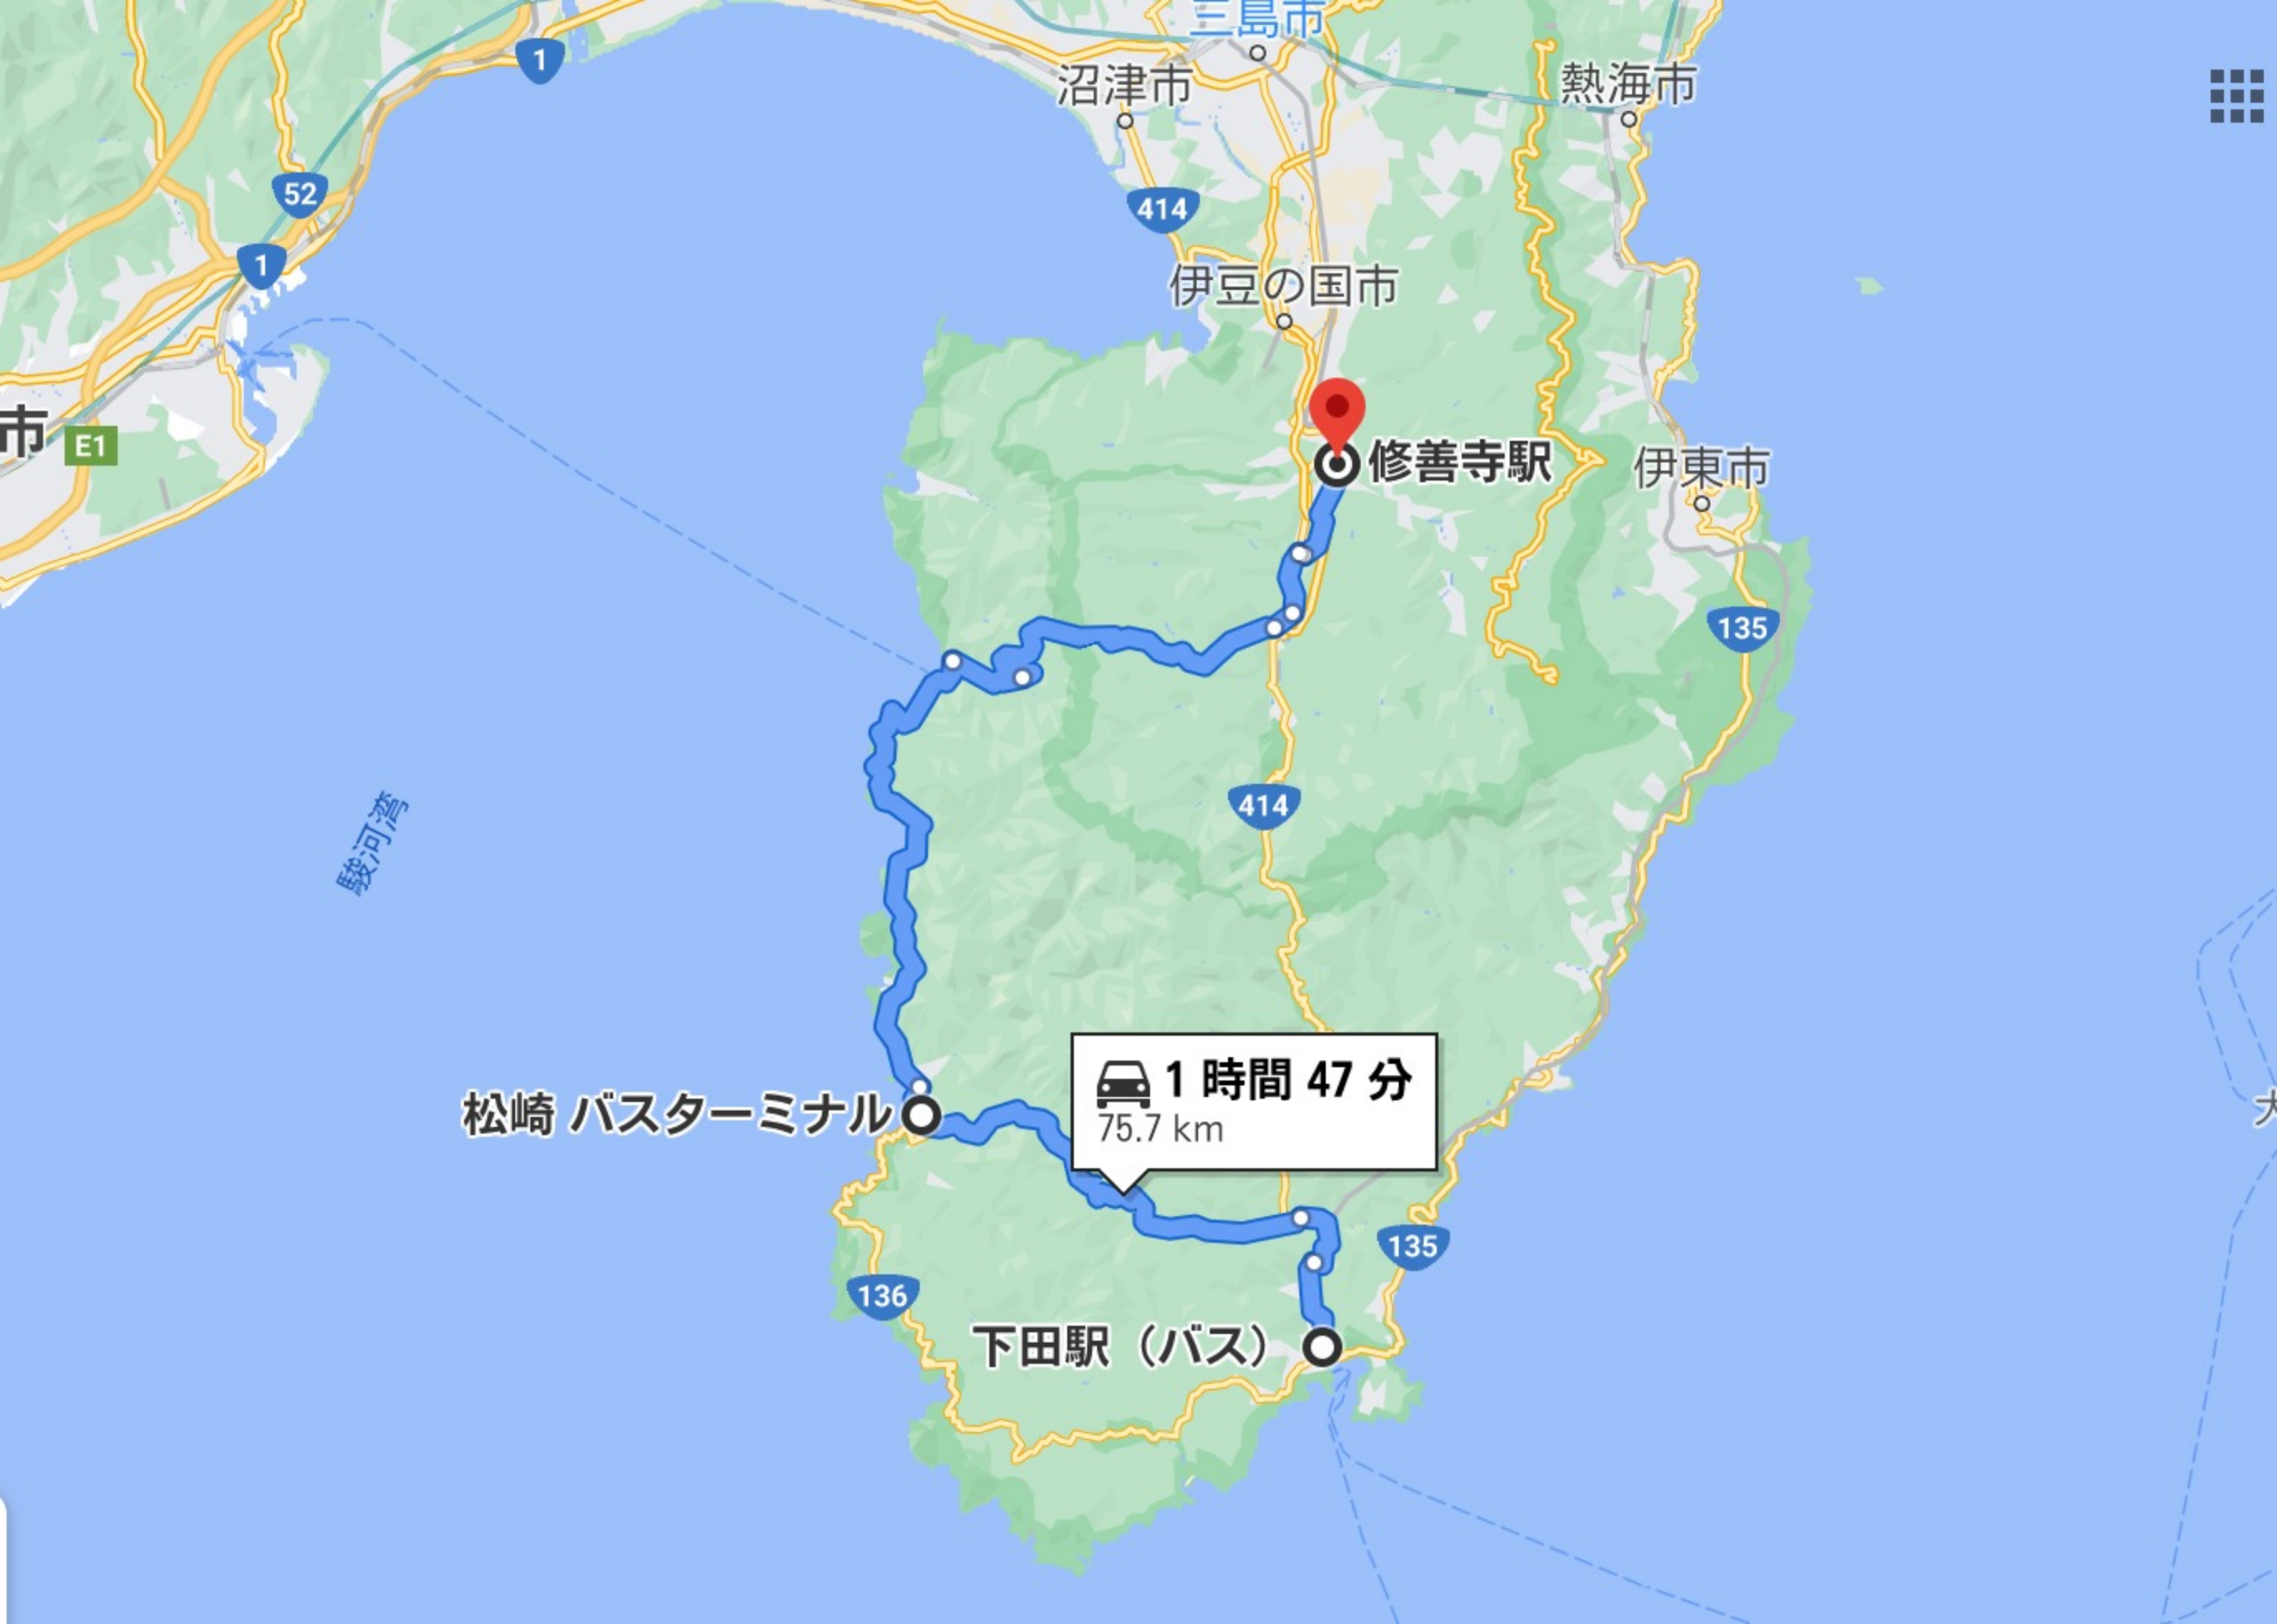 三島市
1
沼津市
熱海市
52
414
1
伊豆の国市
市
E1
修善寺駅
伊東市
135
414
駿河湾
1 時間 47 分
75.7 km
松崎 バスターミナル
135
136
下田駅（バス）